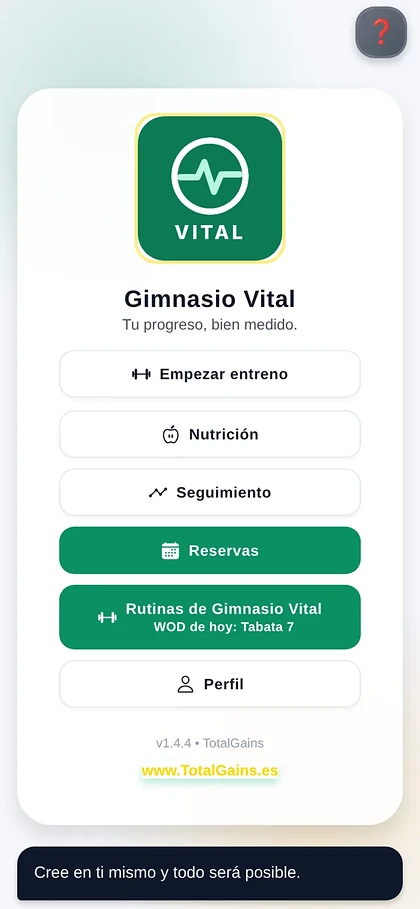 ❓
VITAL
Gimnasio Vital
Tu progreso, bien medido.
Empezar entreno
Nutrición
Seguimiento
Reservas
Rutinas de Gimnasio Vital
WOD de hoy: Tabata 7
Perfil
v1.4.4 • TotalGains
www.TotalGains.es
Cree en ti mismo y todo será posible.